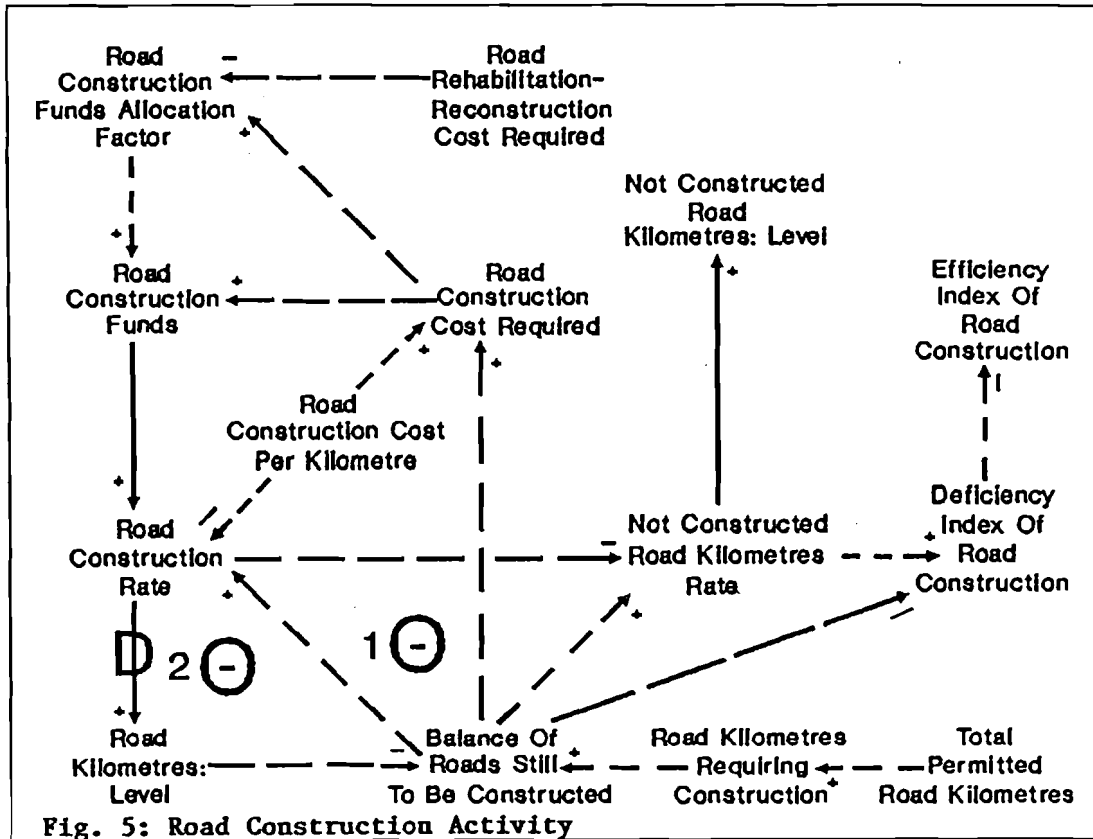 Road
Construction
Funds Allocation
Factor
Road
Rehabilitation-
Reconstruction
Cost Required
Not Constructed
Road
Kilometres: Level
Road
Construction
Funds
Road
Construction
Cost Required
Efficiency
Index Of
Road
Construction
Road
Construction Cost
Per Kilometre
Road
Construction
Rate
Not Constructed
Road Kilometres
Rate
Deficiency
Index Of
Road
Construction
D 2 -
1 -
Road
Kilometres:
Level
Balance Of
Roads Still
To Be Constructed
Road Kilometres
Requiring
Construction
Total
Permitted
Road Kilometres
Fig. 5: Road Construction Activity